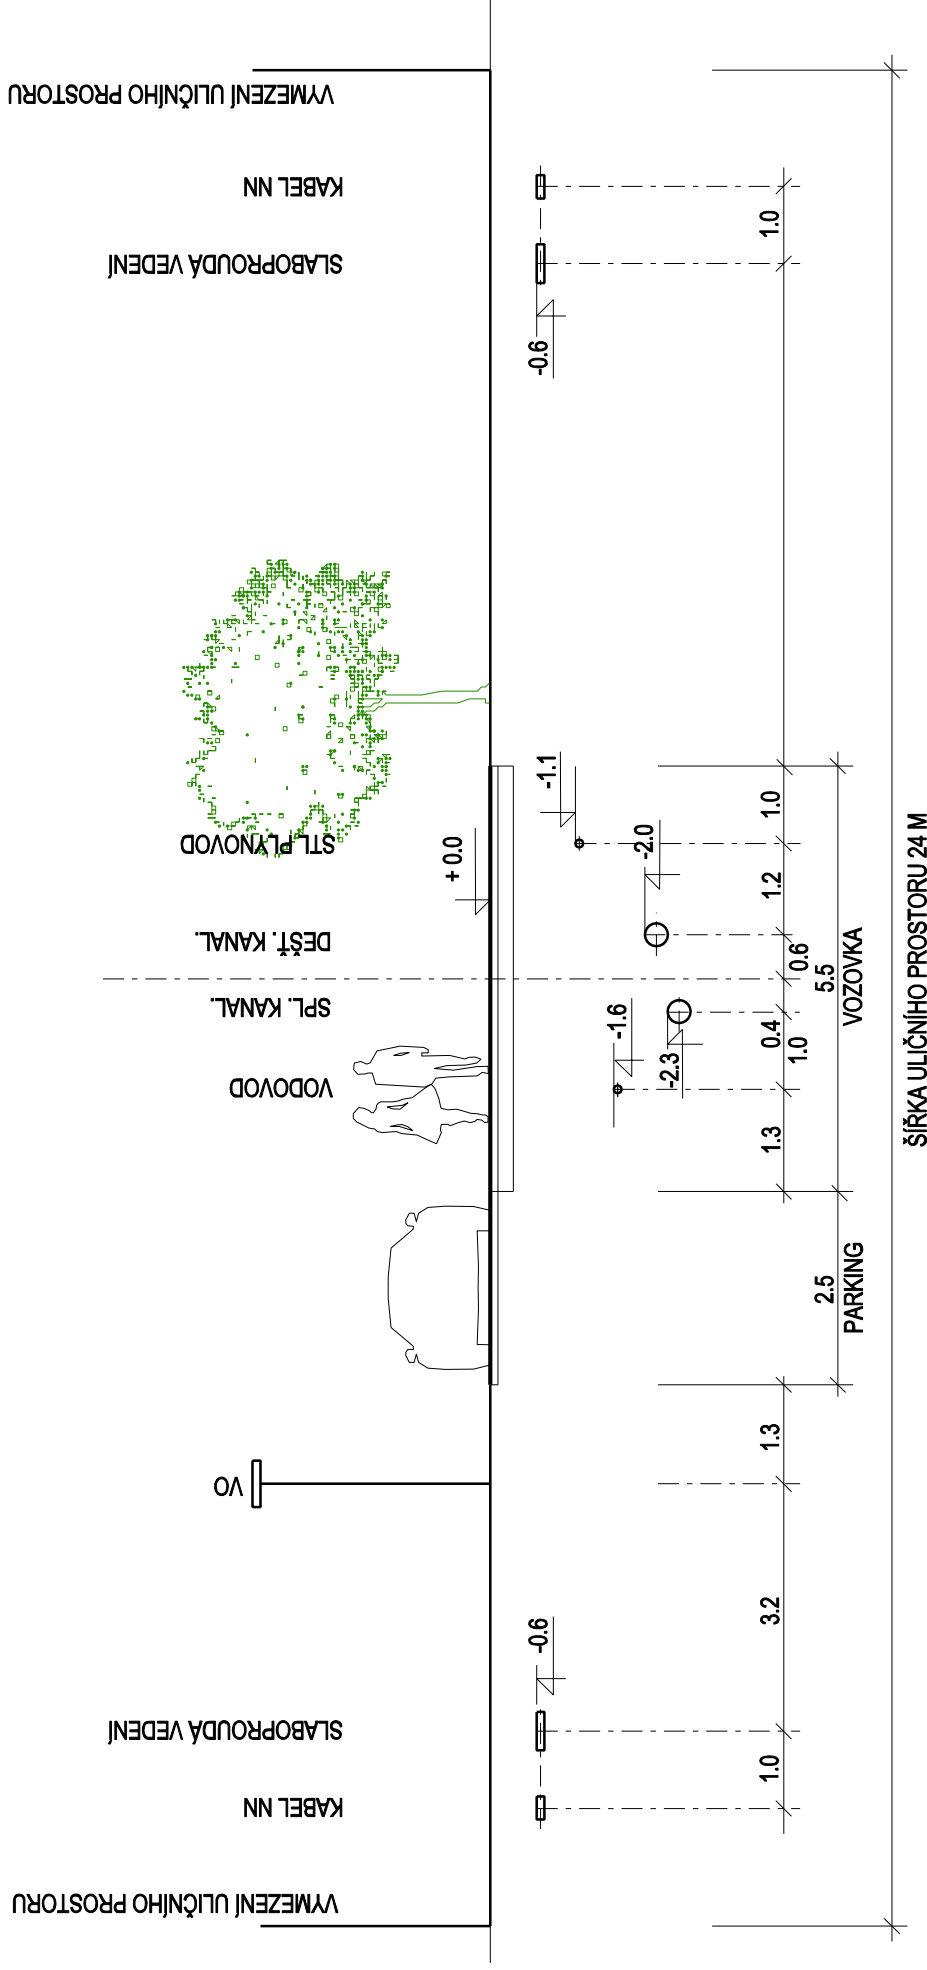 VYMEZENÍ ULIČNÍHO PROSTORU
KABEL NN
SLABOPROUDÁ VEDENÍ
VO
VODOVOD
SPL. KANAL.
DEŠŤ. KANAL.
STL PLYNOVOD
SLABOPROUDÁ VEDENÍ
KABEL NN
VYMEZENÍ ULIČNÍHO PROSTORU
+ 0.0
-0.6
-1.6
-2.3
-2.0
-1.1
-0.6
1.0
3.2
1.3
1.3
0.4
1.0
0.6
1.2
1.0
1.0
2.5
PARKING
5.5
VOZOVKA
ŠÍŘKA ULIČNÍHO PROSTORU 24 M